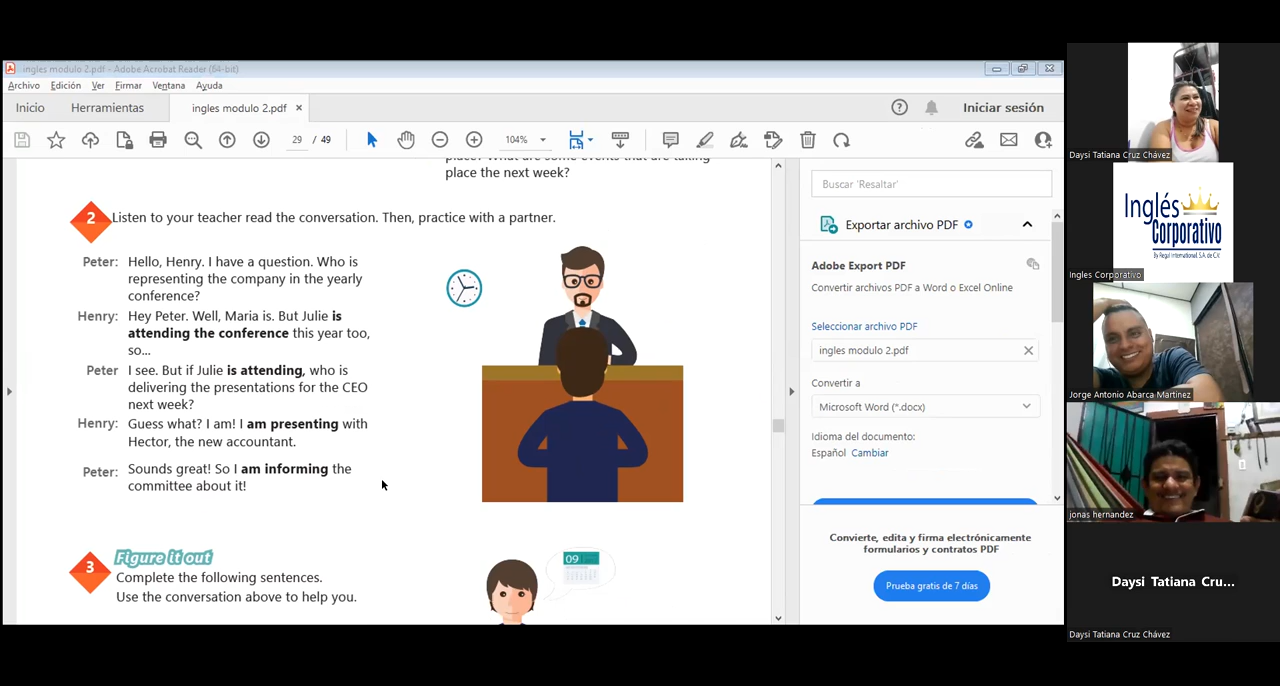 ingles modulo 2.pdf - Adobe Acrobat Reader (64-bit)
Archivo Edición Ver Firmar Ventana Ayuda
Inicio Herramientas ingles modulo 2.pdf × Iniciar sesión
29 / 49 104%
place? What are some events that are taking
place the next week?
2 Listen to your teacher read the conversation. Then, practice with a partner.
Peter: Hello, Henry. I have a question. Who is
representing the company in the yearly
conference?
Henry: Hey Peter. Well, Maria is. But Julie is
attending the conference this year too,
so...
Peter I see. But if Julie is attending, who is
delivering the presentations for the CEO
next week?
Henry: Guess what? I am! I am presenting with
Hector, the new accountant.
Peter: Sounds great! So I am informing the
committee about it!
3 Figure it out
Complete the following sentences.
Use the conversation above to help you.
09
Buscar 'Resaltar'
Exportar archivo PDF
Adobe Export PDF
Convertir archivos PDF a Word o Excel Online
Seleccionar archivo PDF
ingles modulo 2.pdf
Convertir a
Microsoft Word (*.docx)
Idioma del documento:
Español Cambiar
Convierte, edita y firma electrónicamente
formularios y contratos PDF
Prueba gratis de 7 días
Daysi Tatiana Cruz Chávez
Inglés
Corporativo
By Regal International, S.A. de C.V.
Ingles Corporativo.
Jorge Antonio Abarca Martínez
jonas hernandez
Daysi Tatiana Cru...
Daysi Tatiana Cruz Chávez